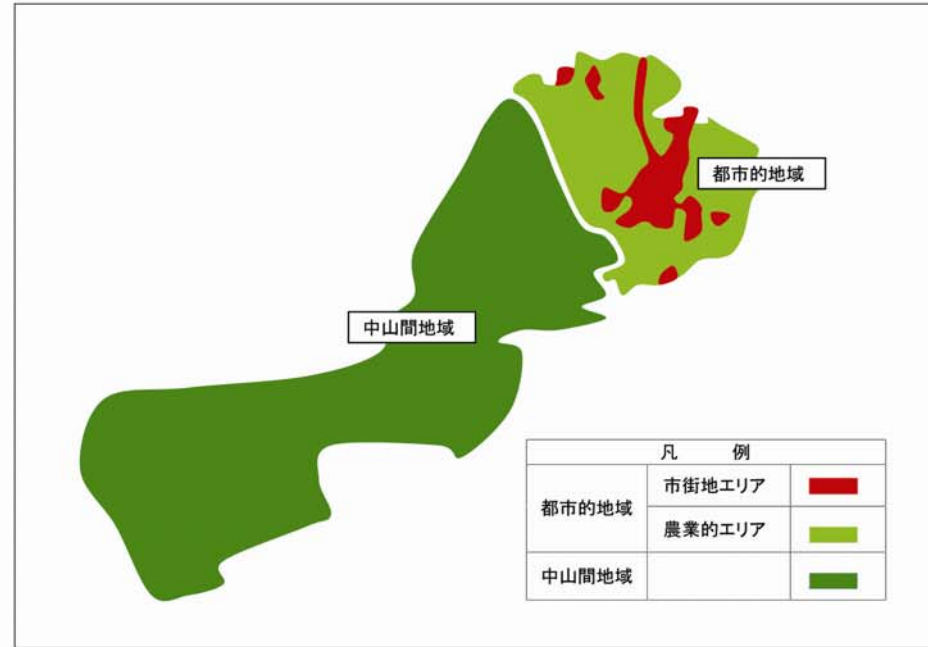 都市的地域
中山間地域
凡 例
都市的地域
市街地エリア
農業的エリア
中山間地域